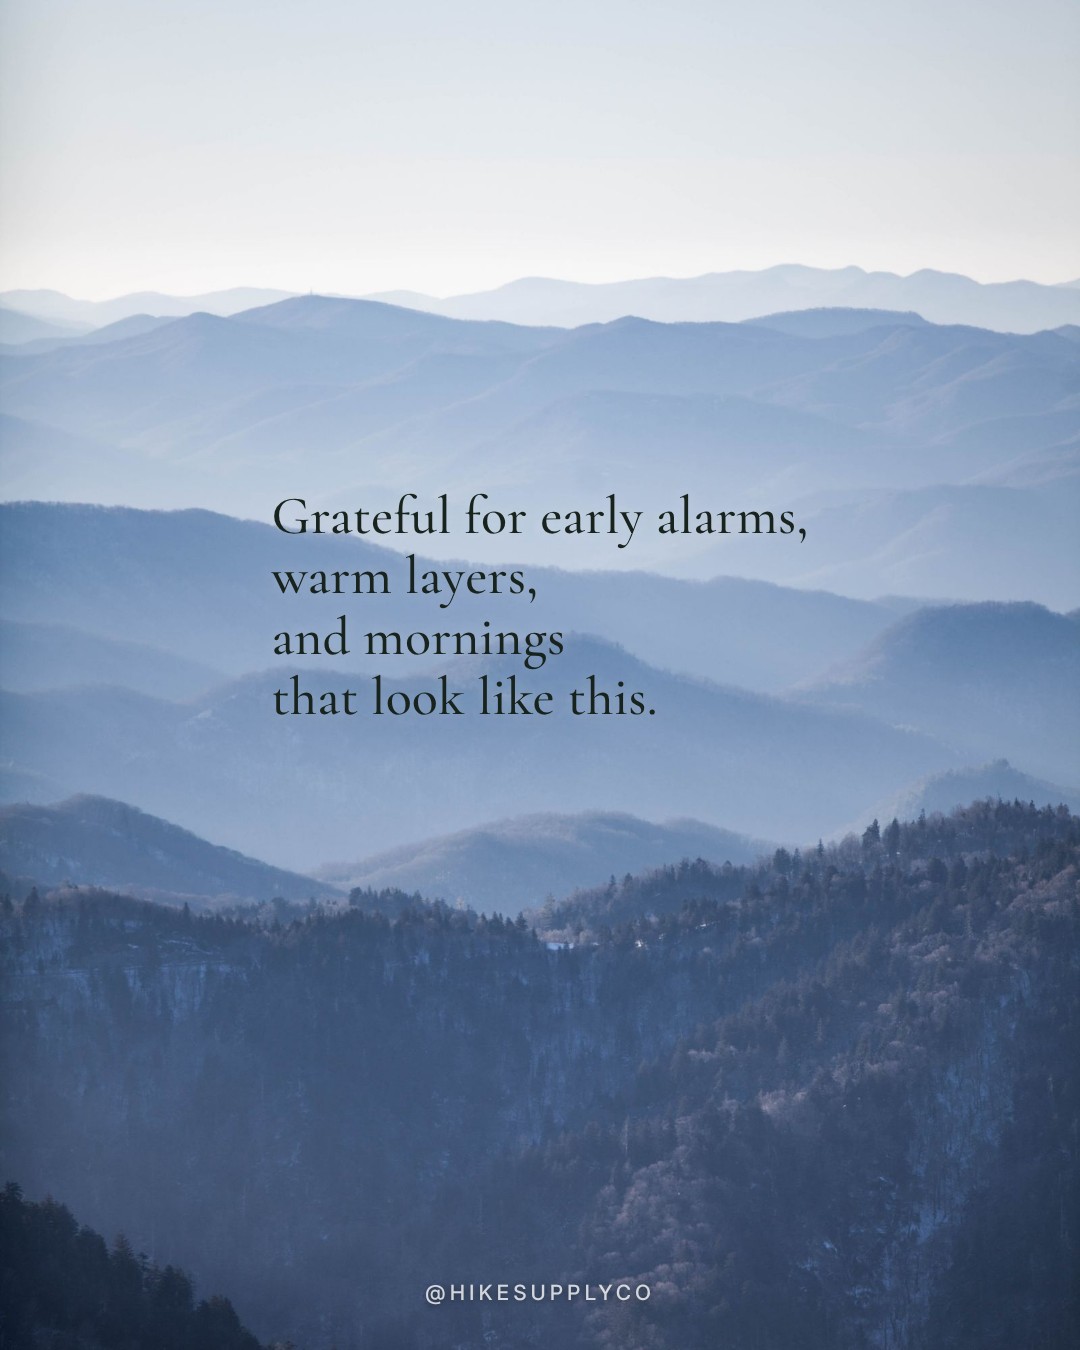 Grateful for early alarms,
warm layers,
and mornings
that look like this.
@HIKESUPPLYCO